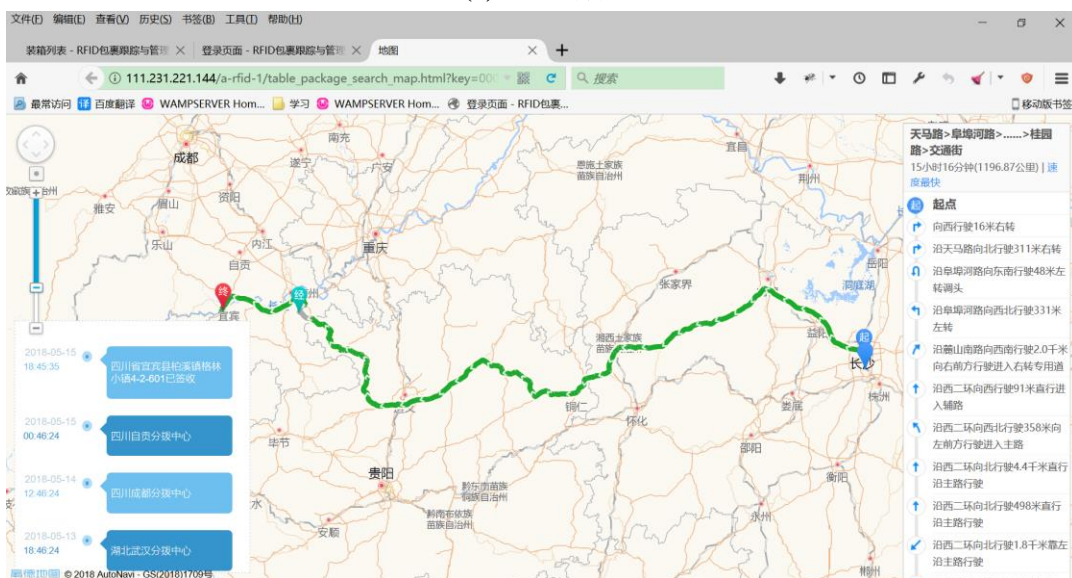 文件(F) 编辑(E) 查看(V) 历史(S) 书签(B) 工具(T) 帮助(H)
装箱列表 - RFID包裹跟踪与管理
登录页面 - RFID包裹跟踪与管理
地图
111.231.221.144/a-rfid-1/table_package_search_map.html?key=000
搜索
最常访问 百度翻译 WAMPSERVER Hom... 学习 WAMPSERVER Hom... 登录页面 - RFID包裹...
移动版书签
成都
南充
遂宁
广安
资阳
雅安
眉山
乐山
内江
自贡
重庆
宜宾
恩施土家族
苗族自治州
宜昌
荆州
岳阳
洞庭湖
张家界
益阳
长沙
株洲
湘西土家族
铜仁
怀化
娄底
邵阳
衡阳
永州
郴州
毕节
贵阳
安顺
黔东南苗族
侗族自治州
黔南布依族
苗族自治州
终
经
起
天马路>阜埠河路>......>桂园
路>交通街
15小时16分钟(1196.87公里) | 速
度最快
起 起点
向西行驶16米右转
沿天马路向北行驶311米右转
沿阜埠河路向东南行驶48米左
转调头
沿阜埠河路向西北行驶331米
左转
沿麓山南路向西南行驶2.0千米
向右前方行驶进入右转专用道
沿西二环向西行驶91米直行进
入辅路
沿西二环向西北行驶358米向
左前方行驶进入主路
沿西二环向北行驶4.4千米直行
沿主路行驶
沿西二环向北行驶498米直行
沿主路行驶
沿西二环向北行驶1.8千米靠左
沿主路行驶
2018-05-15
18:45:35
四川省宜宾县柏溪镇格林
小镇4-2-601已签收
2018-05-15
00:46:24
四川自贡分拨中心
2018-05-14
12:46:24
四川成都分拨中心
2018-05-13
18:46:24
湖北武汉分拨中心
高德地图 © 2018 AutoNavi - GS(2018)1709号